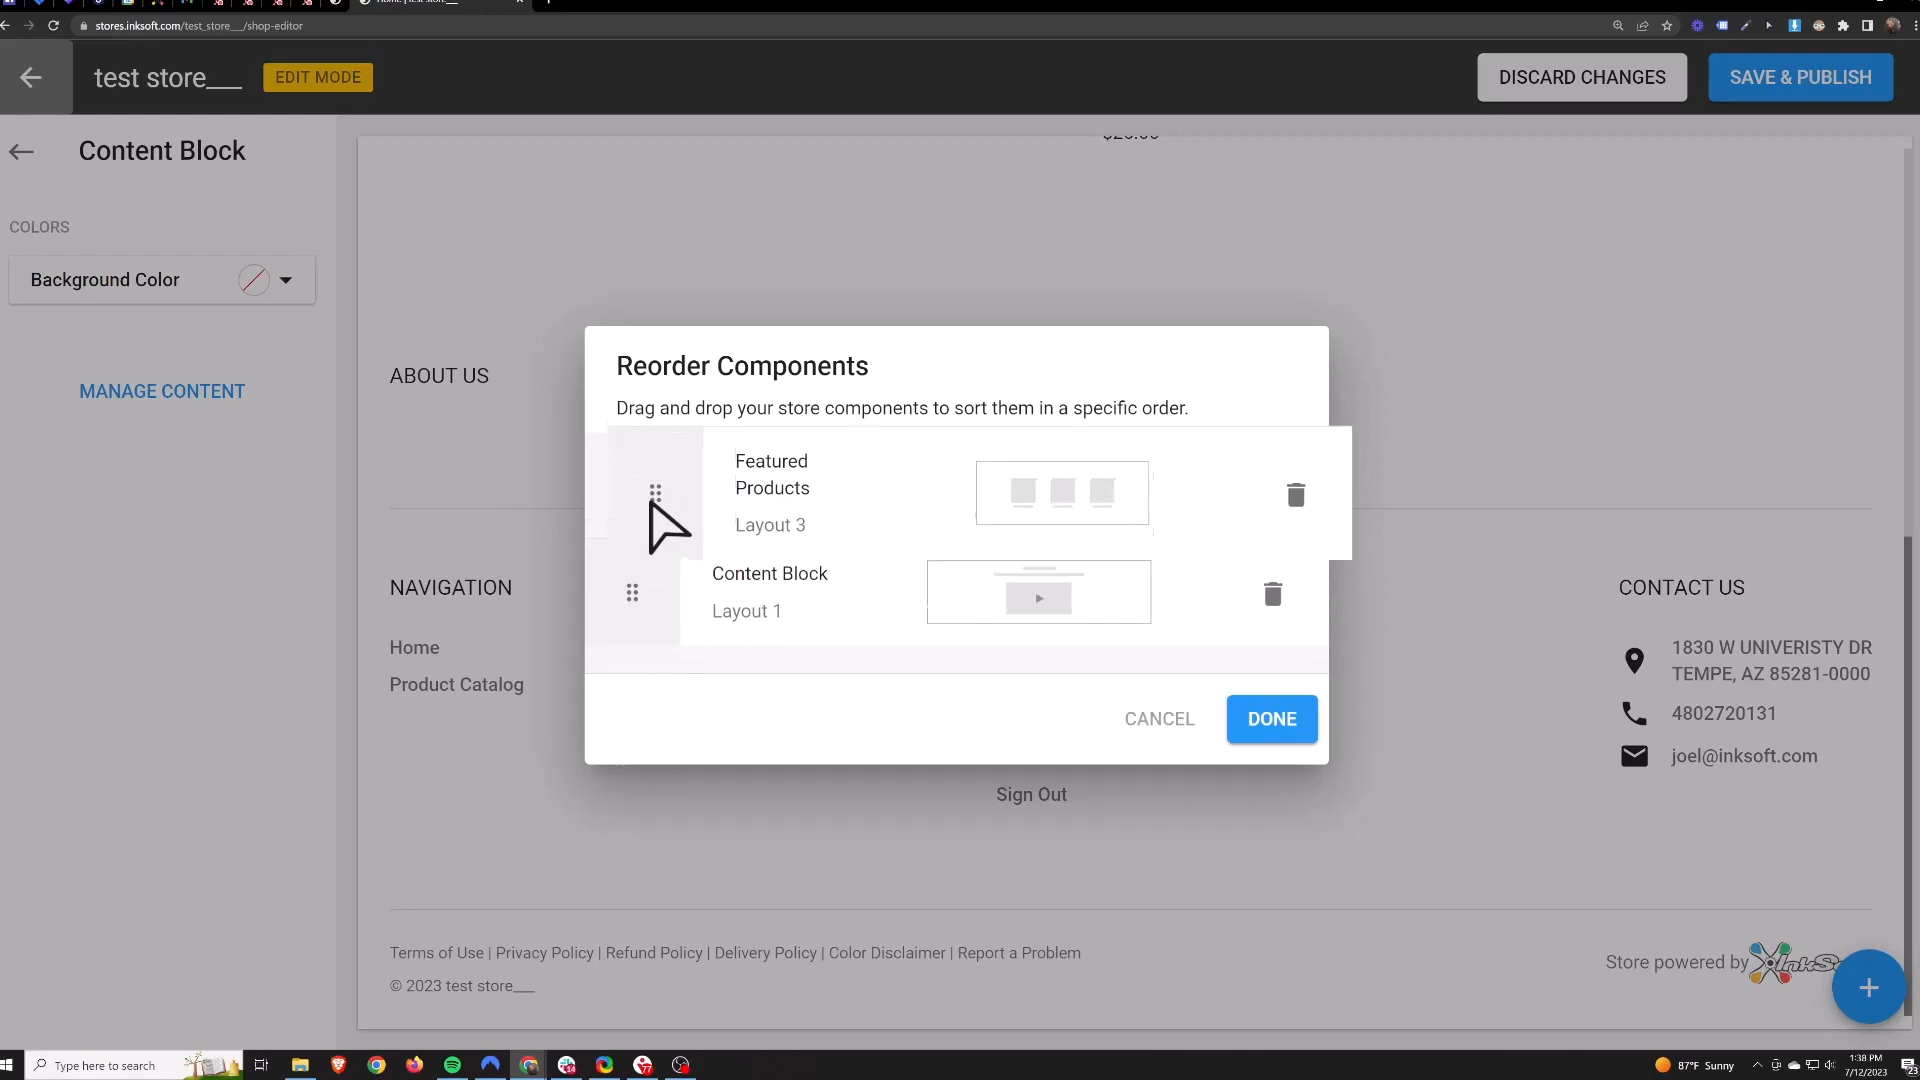 stores.inksoft.com/test_store___/shop-editor
test store___
EDIT MODE
DISCARD CHANGES
SAVE & PUBLISH
Content Block
COLORS
Background Color
MANAGE CONTENT
ABOUT US
Reorder Components
Drag and drop your store components to sort them in a specific order.
Featured
Products
Layout 3
Content Block
Layout 1
CANCEL
DONE
NAVIGATION
Home
Product Catalog
Sign Out
CONTACT US
1830 W UNIVERISTY DR
TEMPE, AZ 85281-0000
4802720131
joel@inksoft.com
Terms of Use | Privacy Policy | Refund Policy | Delivery Policy | Color Disclaimer | Report a Problem
© 2023 test store___
Store powered by
Type here to search
87°F Sunny
1:38 PM
7/12/2023